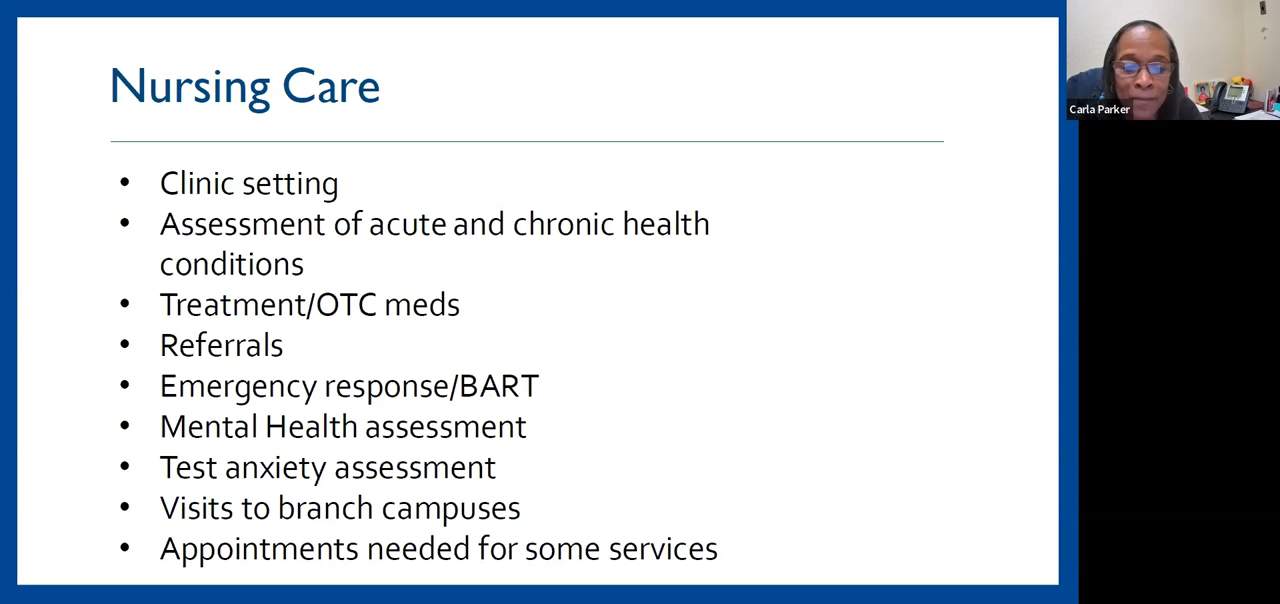 Nursing Care
• Clinic setting
• Assessment of acute and chronic health
conditions
• Treatment/OTC meds
• Referrals
• Emergency response/BART
• Mental Health assessment
• Test anxiety assessment
• Visits to branch campuses
• Appointments needed for some services
Carla Parker